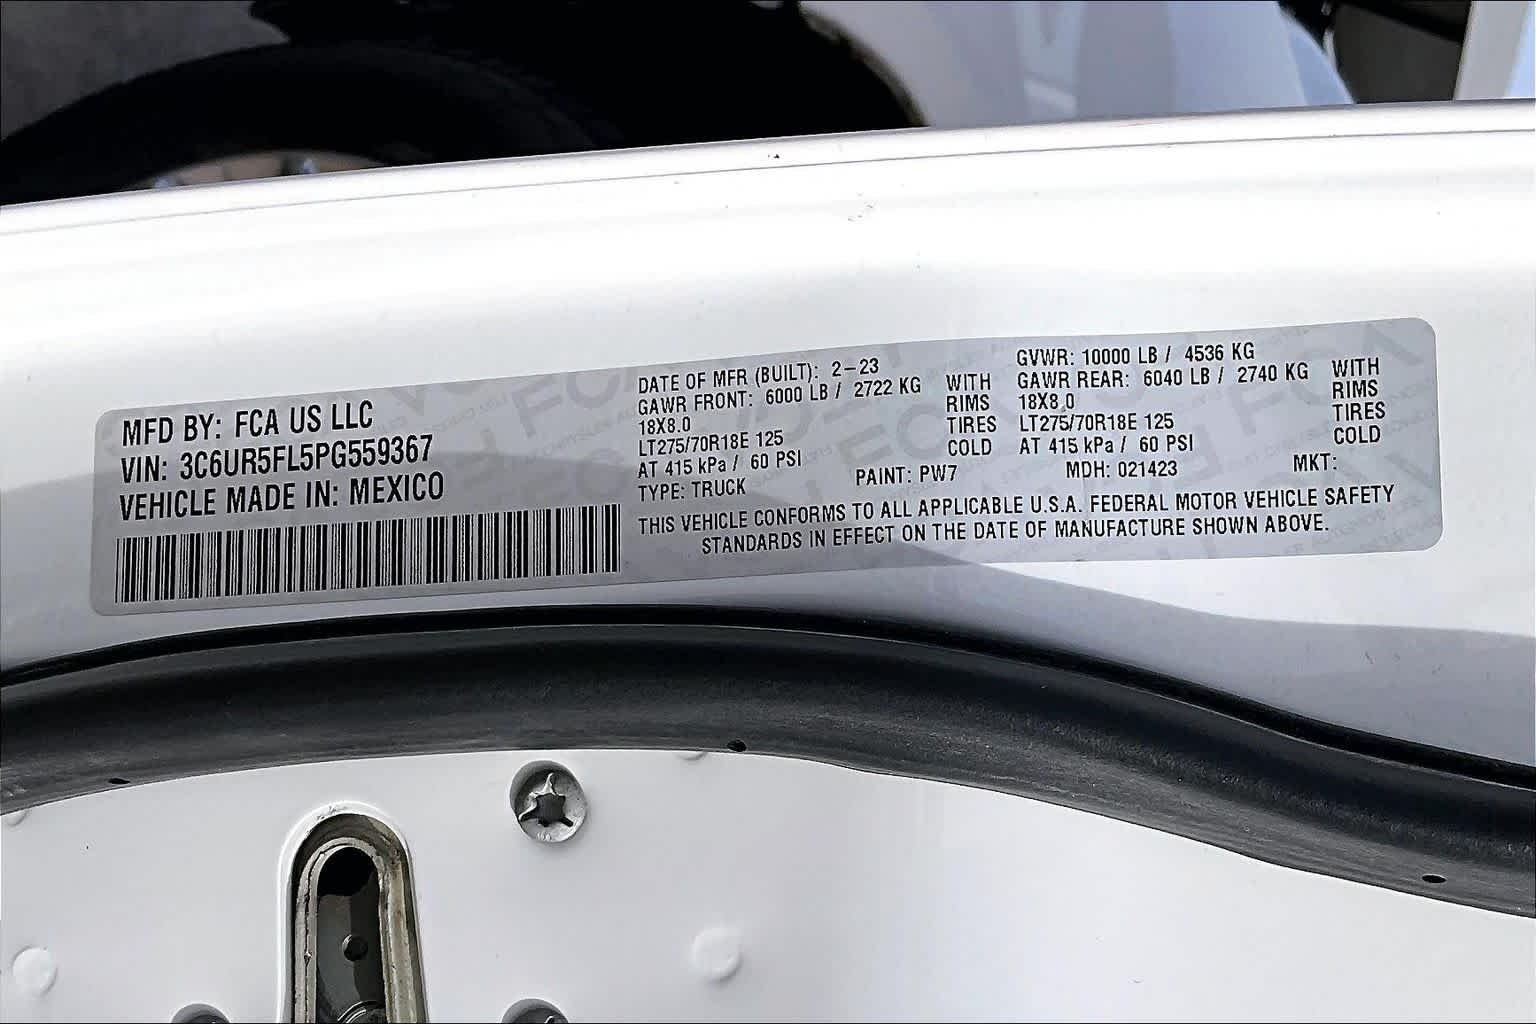 MFD BY: FCA US LLC
VIN: 3C6UR5FL5PG559367
VEHICLE MADE IN: MEXICO
DATE OF MFR (BUILT): 2-23
GAWR FRONT: 6000 LB / 2722 KG WITH
18X8.0 RIMS
LT275/70R18E 125 TIRES
AT 415 kPa / 60 PSI COLD
TYPE: TRUCK
GVWR: 10000 LB / 4536 KG
GAWR REAR: 6040 LB / 2740 KG WITH
18X8.0 RIMS
LT275/70R18E 125 TIRES
AT 415 kPa / 60 PSI COLD
PAINT: PW7 MDH: 021423 MKT:
THIS VEHICLE CONFORMS TO ALL APPLICABLE U.S.A. FEDERAL MOTOR VEHICLE SAFETY
STANDARDS IN EFFECT ON THE DATE OF MANUFACTURE SHOWN ABOVE.